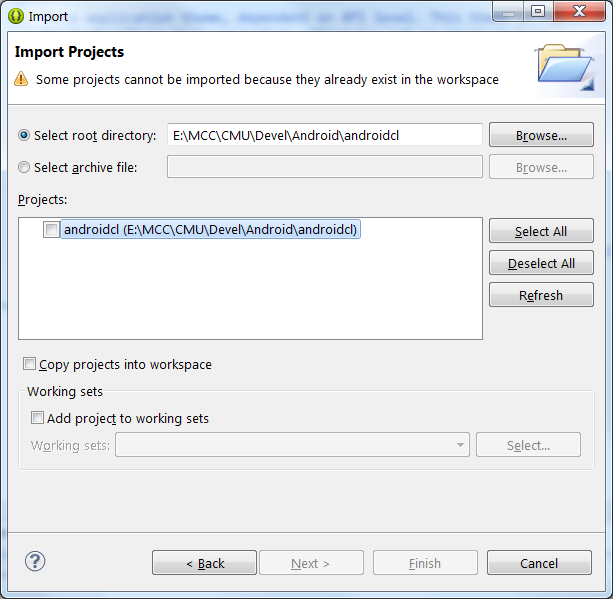 Import
Import Projects
Some projects cannot be imported because they already exist in the workspace
Select root directory:
E:\MCC\CMU\Devel\Android\androidcl
Browse...
Select archive file:
Browse...
Projects:
androidcl (E:\MCC\CMU\Devel\Android\androidcl)
Select All
Deselect All
Refresh
Copy projects into workspace
Working sets
Add project to working sets
Working sets:
Select...
?
< Back
Next >
Finish
Cancel